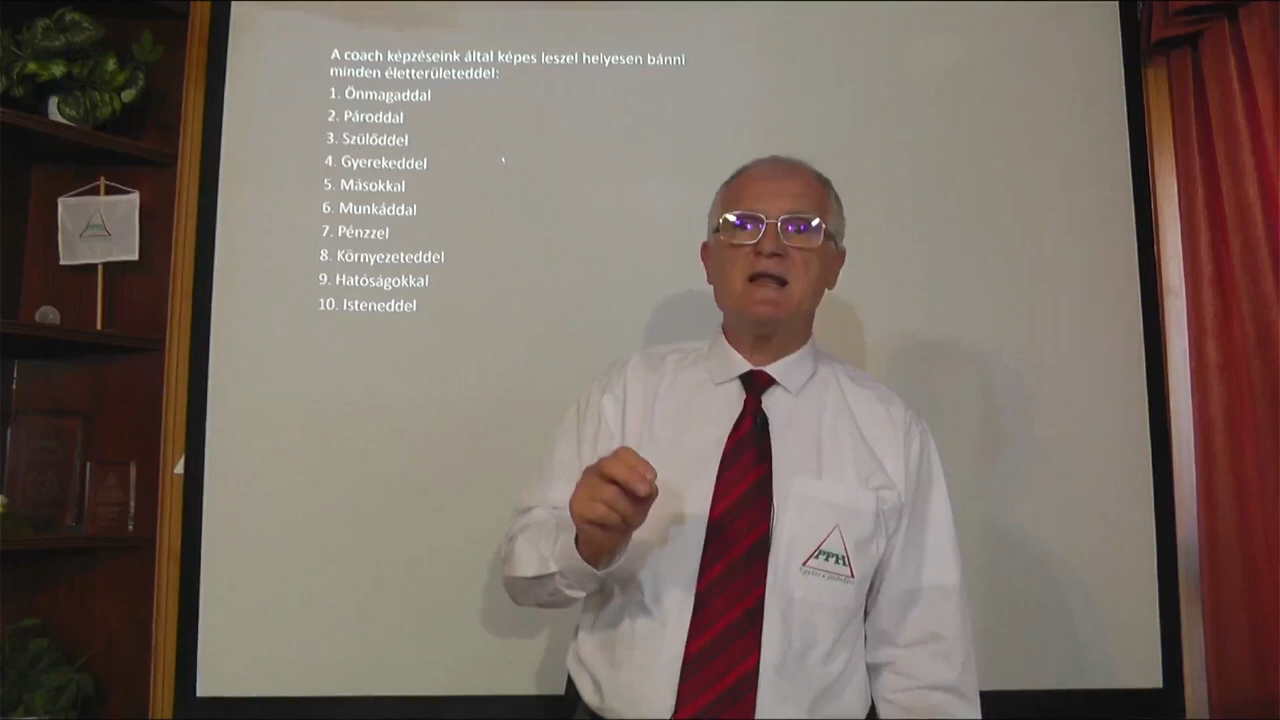 A coach képzéseink által képes leszel helyesen bánni
minden életterületeddel:
1. Önmagaddal
2. Pároddal
3. Szülőddel
4. Gyerekeddel
5. Másokkal
6. Munkáddal
7. Pénzzel
8. Környezeteddel
9. Hatóságokkal
10. Isteneddel
PPH